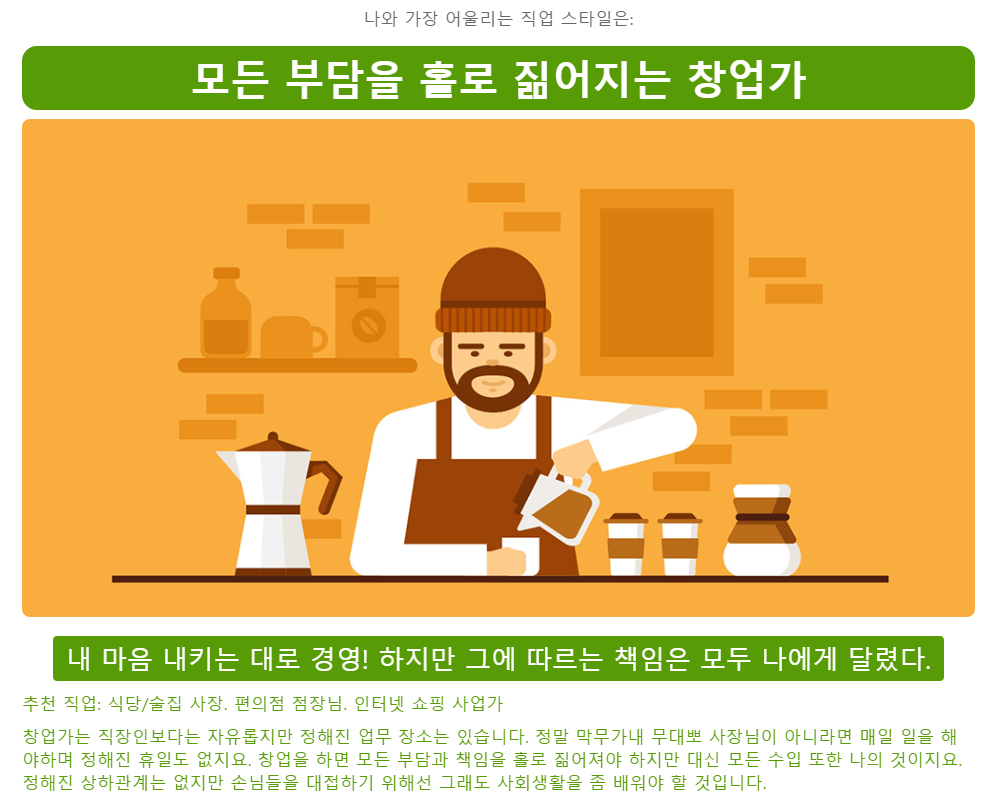 나와 가장 어울리는 직업 스타일은:
모든 부담을 홀로 짊어지는 창업가
내 마음 내키는 대로 경영! 하지만 그에 따르는 책임은 모두 나에게 달렸다.
추천 직업: 식당/술집 사장. 편의점 점장님. 인터넷 쇼핑 사업가
창업가는 직장인보다는 자유롭지만 정해진 업무 장소는 있습니다. 정말 막무가내 무대뽀 사장님이 아니라면 매일 일을 해
야하며 정해진 휴일도 없지요. 창업을 하면 모든 부담과 책임을 홀로 짊어져야 하지만 대신 모든 수입 또한 나의 것이지요.
정해진 상하관계는 없지만 손님들을 대접하기 위해선 그래도 사회생활을 좀 배워야 할 것입니다.